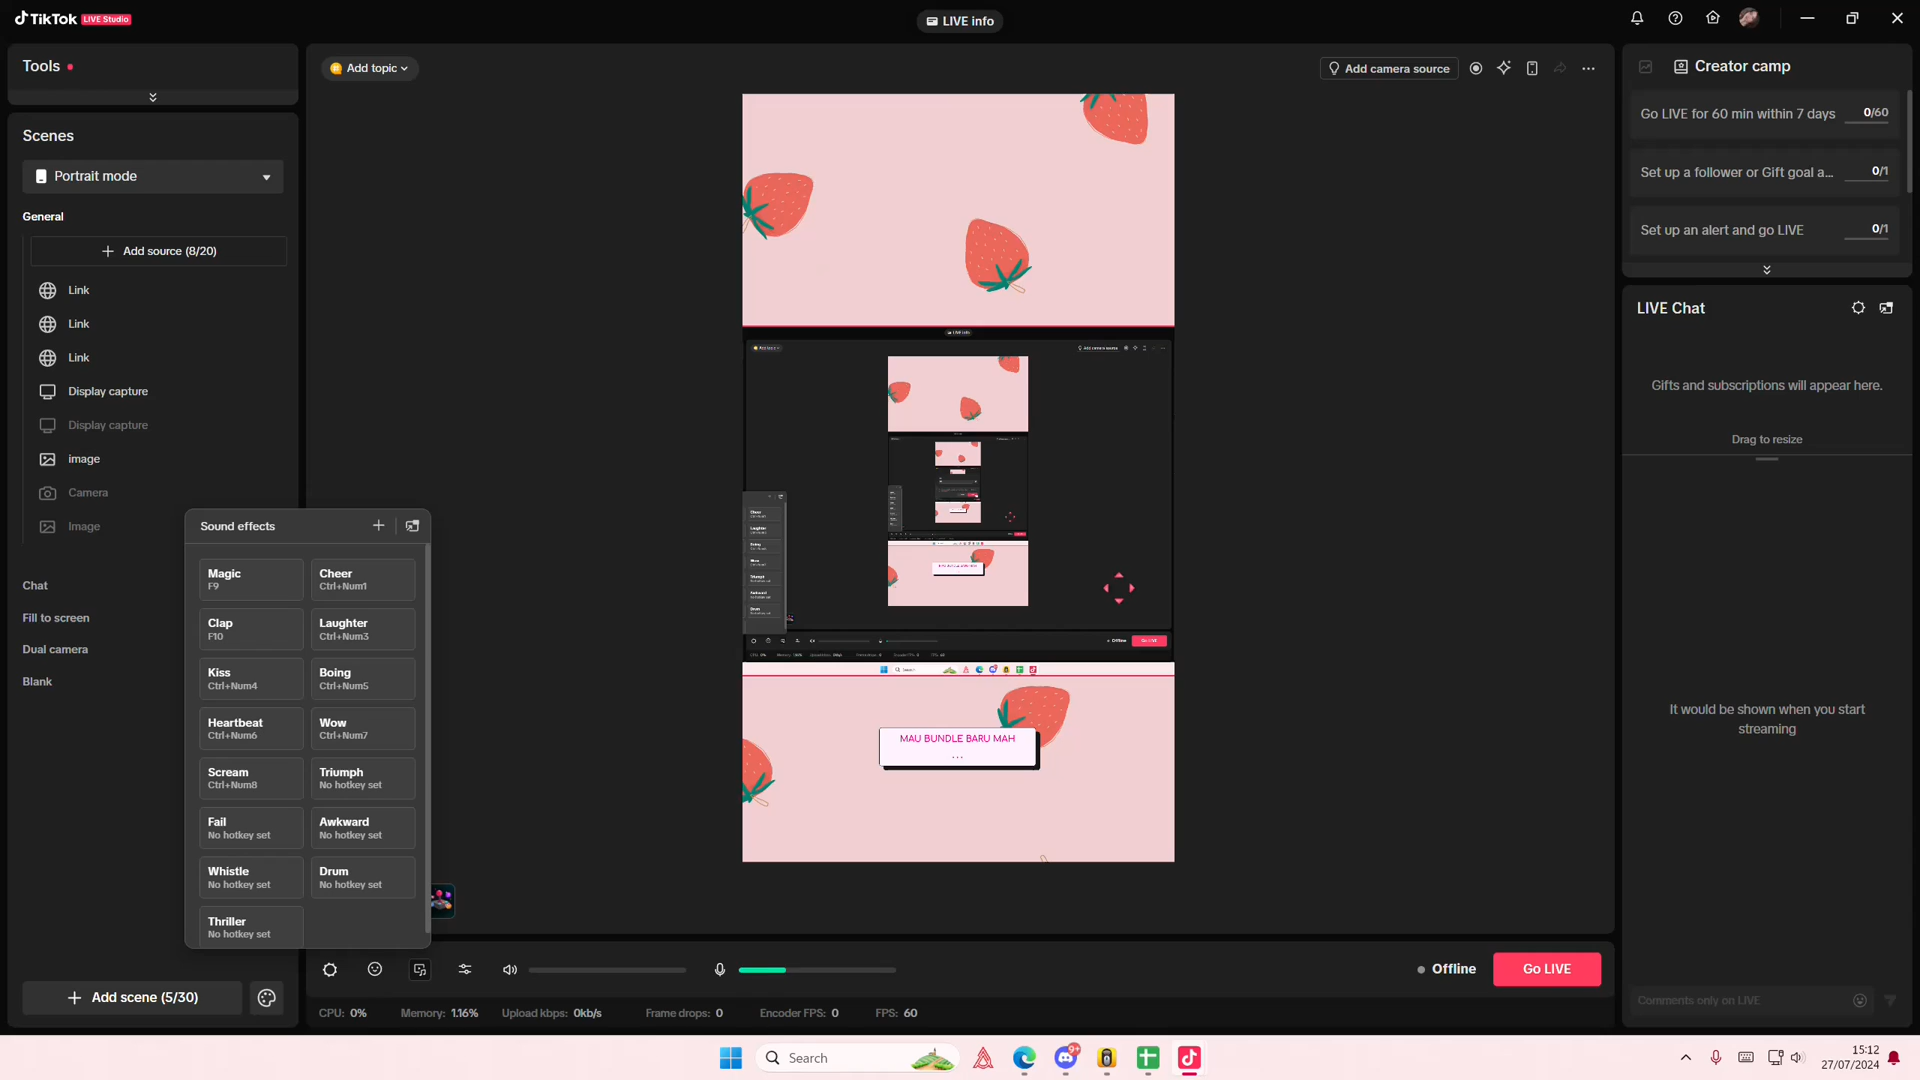 TikTok LIVE Studio
LIVE info
Tools
Add topic
Add camera source
Creator camp
Go LIVE for 60 min within 7 days 0/60
Set up a follower or Gift goal a... 0/1
Set up an alert and go LIVE 0/1
Scenes
Portrait mode
General
Add source (8/20)
Link
Link
Link
Display capture
Display capture
image
Camera
Image
Chat
Fill to screen
Dual camera
Blank
Add scene (5/30)
Sound effects
Magic
F9
Cheer
Ctrl+Num1
Clap
F10
Laughter
Ctrl+Num3
Kiss
Ctrl+Num4
Boing
Ctrl+Num5
Heartbeat
Ctrl+Num6
Wow
Ctrl+Num7
Scream
Ctrl+Num8
Triumph
No hotkey set
Fail
No hotkey set
Awkward
No hotkey set
Whistle
No hotkey set
Drum
No hotkey set
Thriller
No hotkey set
MAU BUNDLE BARU MAH
...
LIVE Chat
Gifts and subscriptions will appear here.
Drag to resize
It would be shown when you start
streaming
Comments only on LIVE
Offline
Go LIVE
CPU: 0% Memory: 1.16% Upload kbps: 0kb/s Frame drops: 0 Encoder FPS: 0 FPS: 60
Search
9+
15:12
27/07/2024